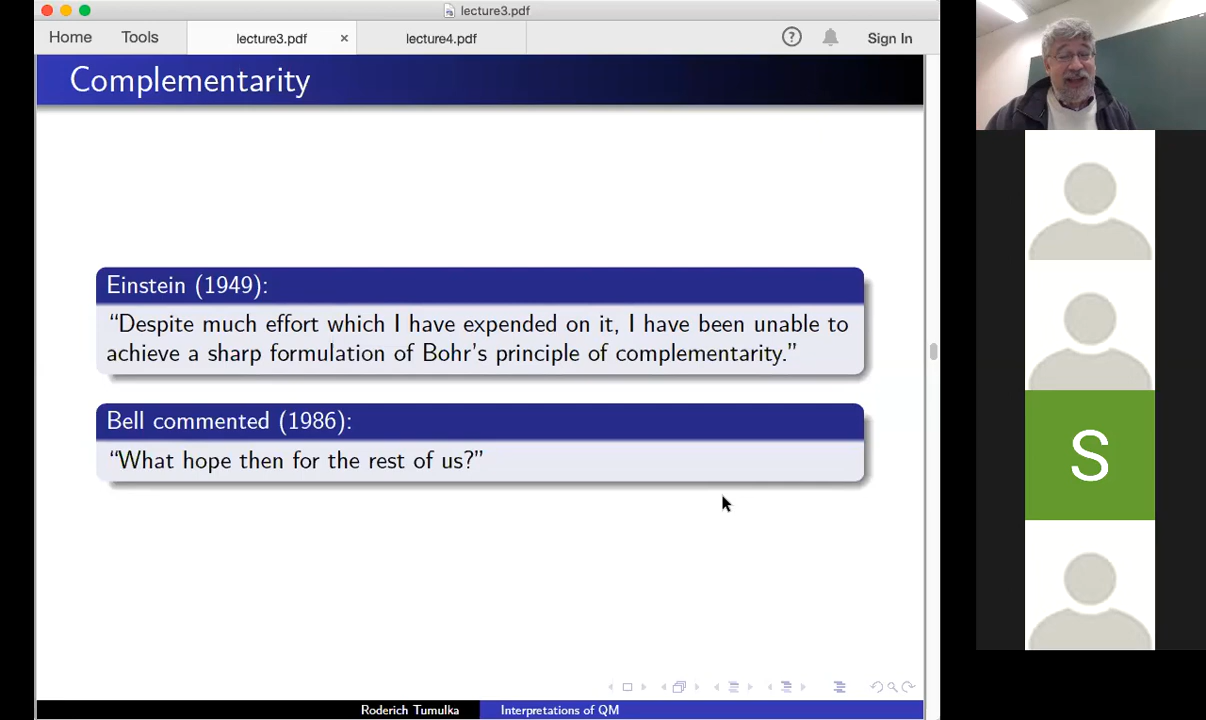 lecture3.pdf
Home Tools lecture3.pdf × lecture4.pdf ? Sign In
Complementarity
Einstein (1949):
“Despite much effort which I have expended on it, I have been unable to
achieve a sharp formulation of Bohr’s principle of complementarity.”
Bell commented (1986):
“What hope then for the rest of us?”
S
Roderich Tumulka Interpretations of QM